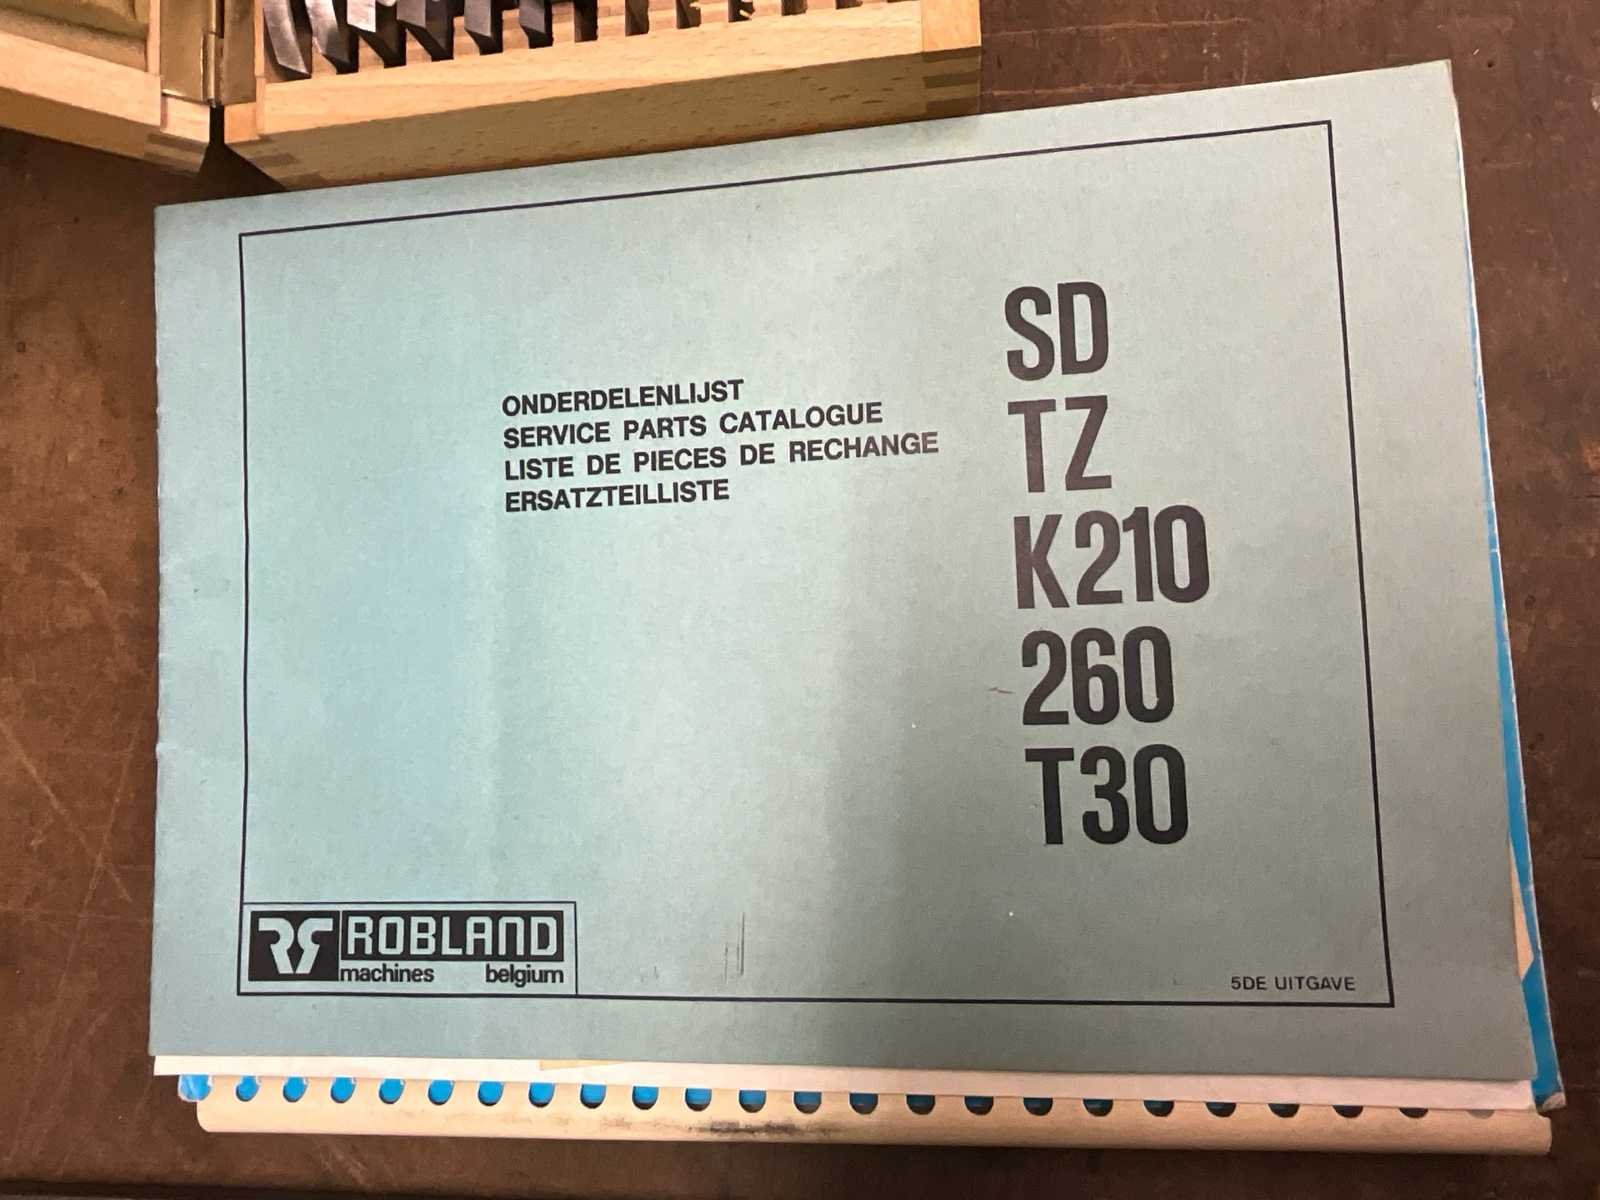 SD
TZ
K210
260
T30
ONDERDELENLIJST
SERVICE PARTS CATALOGUE
LISTE DE PIECES DE RECHANGE
ERSATZTEILLISTE
ROBLAND
machines belgium
5DE UITGAVE